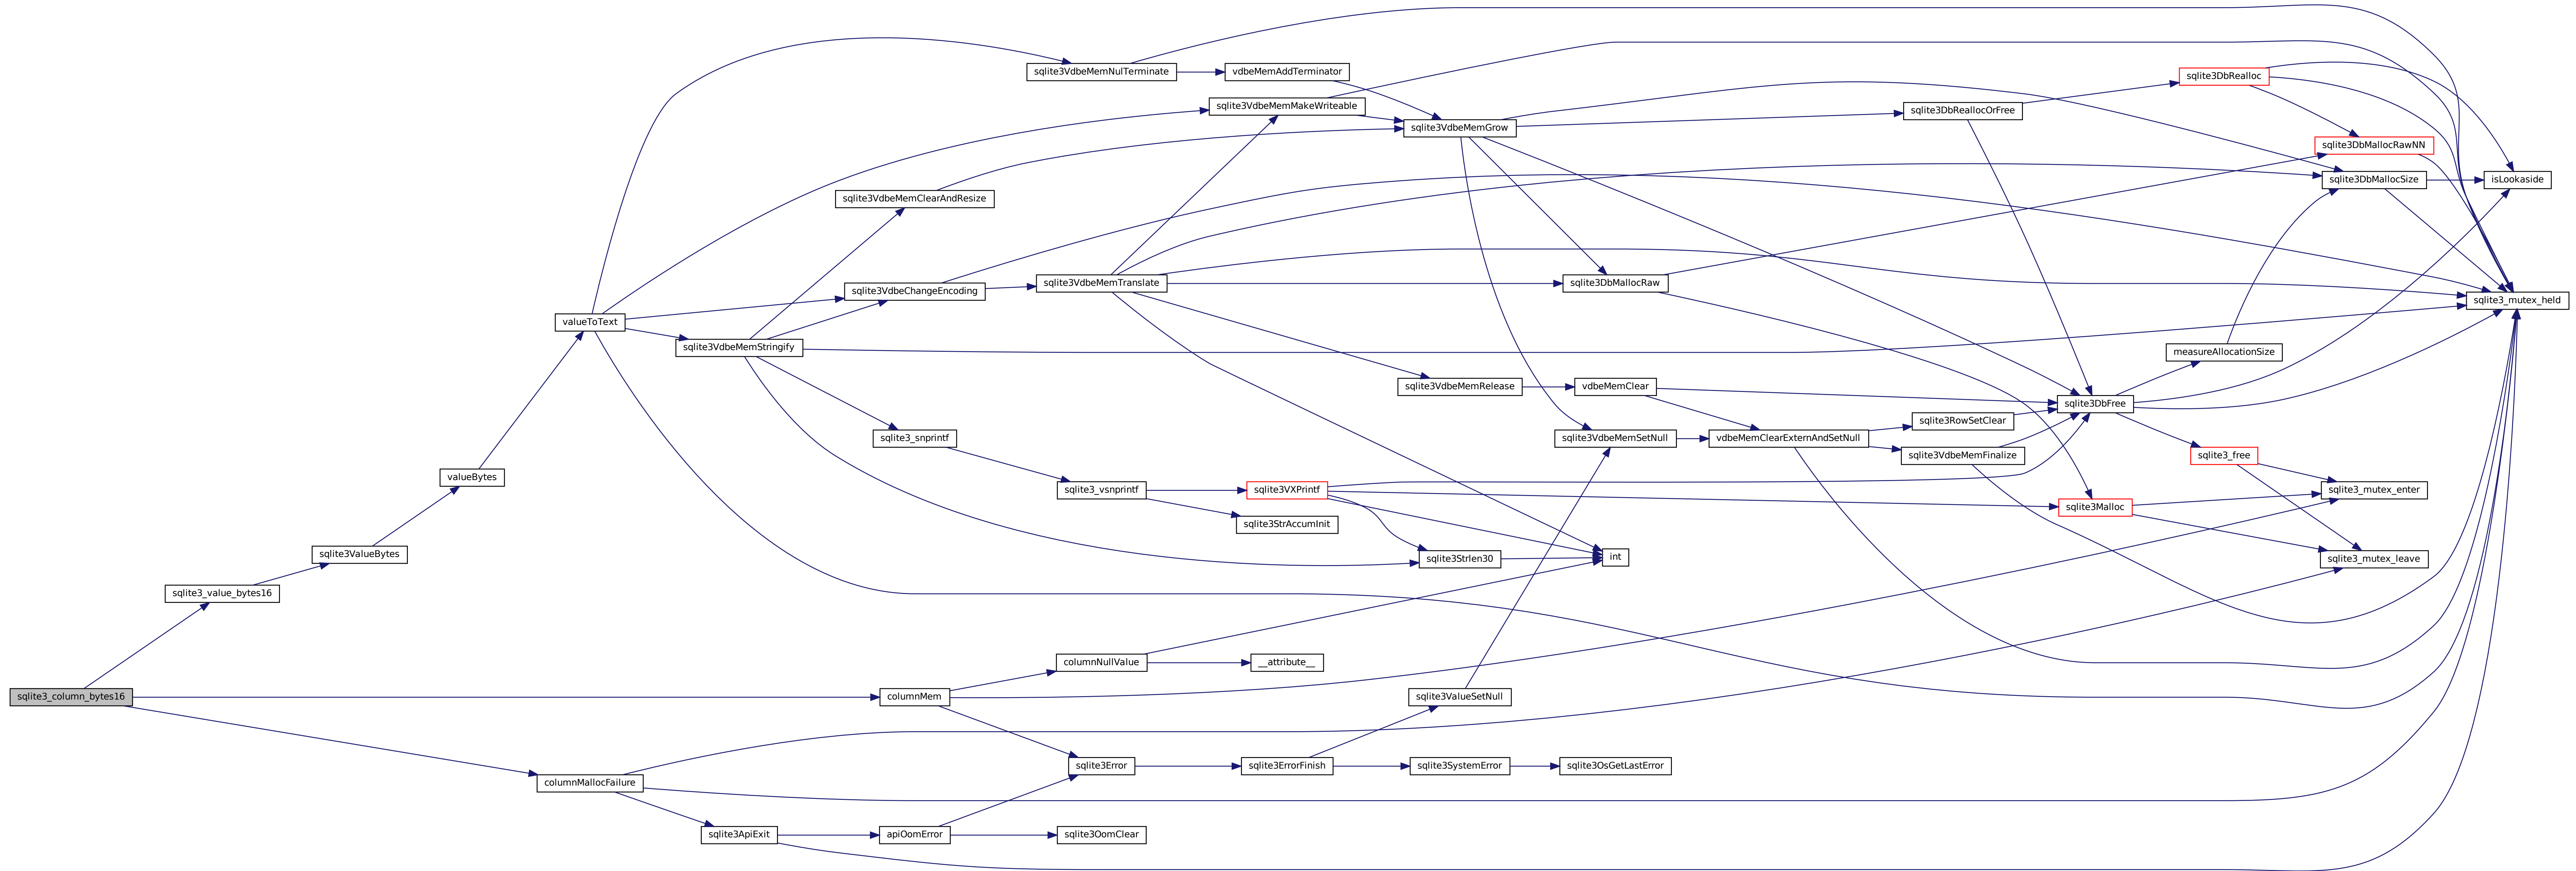 sqlite3_column_bytes16
sqlite3_value_bytes16
sqlite3ValueBytes
valueBytes
valueToText
columnMallocFailure
sqlite3VdbeMemStringify
sqlite3ApiExit
sqlite3VdbeMemClearAndResize
sqlite3VdbeChangeEncoding
sqlite3_snprintf
columnMem
apiOomError
sqlite3VdbeMemNulTerminate
sqlite3VdbeMemTranslate
sqlite3_vsnprintf
columnNullValue
sqlite3Error
sqlite3OomClear
vdbeMemAddTerminator
sqlite3VdbeMemMakeWriteable
sqlite3VXPrintf
sqlite3StrAccumInit
__attribute__
sqlite3ErrorFinish
sqlite3VdbeMemGrow
sqlite3VdbeMemRelease
sqlite3Strlen30
sqlite3ValueSetNull
sqlite3SystemError
sqlite3DbMallocRaw
vdbeMemClear
sqlite3VdbeMemSetNull
int
sqlite3OsGetLastError
vdbeMemClearExternAndSetNull
sqlite3DbReallocOrFree
sqlite3RowSetClear
sqlite3VdbeMemFinalize
sqlite3DbFree
sqlite3Malloc
sqlite3DbRealloc
measureAllocationSize
sqlite3_free
sqlite3DbMallocRawNN
sqlite3DbMallocSize
sqlite3_mutex_enter
sqlite3_mutex_leave
isLookaside
sqlite3_mutex_held